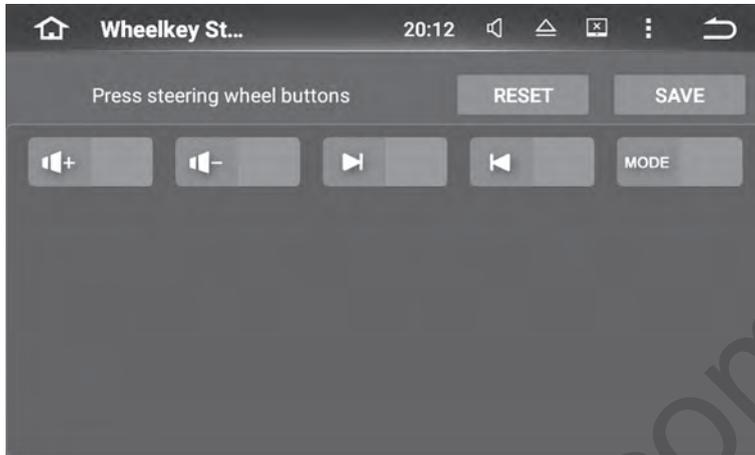 Wheelkey St... 20:12
Press steering wheel buttons RESET SAVE
+ - MODE